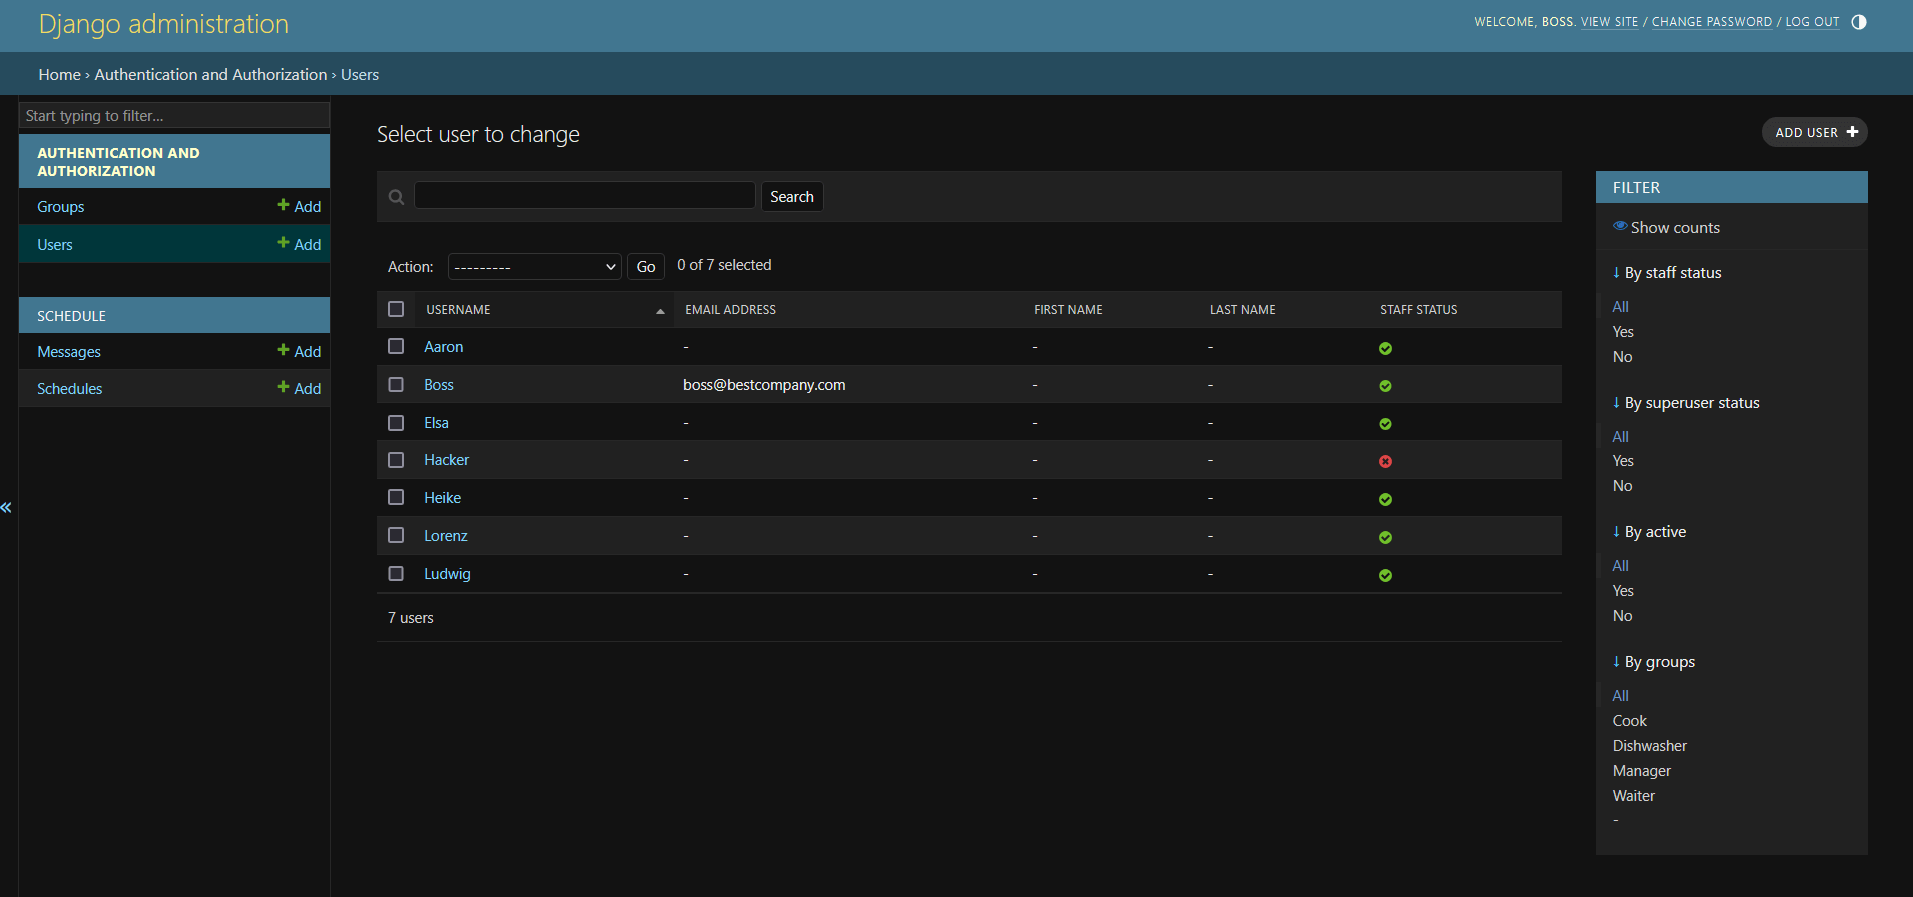 Django administration
WELCOME, BOSS. VIEW SITE / CHANGE PASSWORD / LOG OUT
Home › Authentication and Authorization › Users
Start typing to filter...
AUTHENTICATION AND
AUTHORIZATION
Groups + Add
Users + Add
SCHEDULE
Messages + Add
Schedules + Add
«
Select user to change
ADD USER +
Search
Action: --------- Go 0 of 7 selected
USERNAME EMAIL ADDRESS FIRST NAME LAST NAME STAFF STATUS
Aaron - - -
Boss boss@bestcompany.com - -
Elsa - - -
Hacker - - -
Heike - - -
Lorenz - - -
Ludwig - - -
7 users
FILTER
Show counts
↓ By staff status
All
Yes
No
↓ By superuser status
All
Yes
No
↓ By active
All
Yes
No
↓ By groups
All
Cook
Dishwasher
Manager
Waiter
-